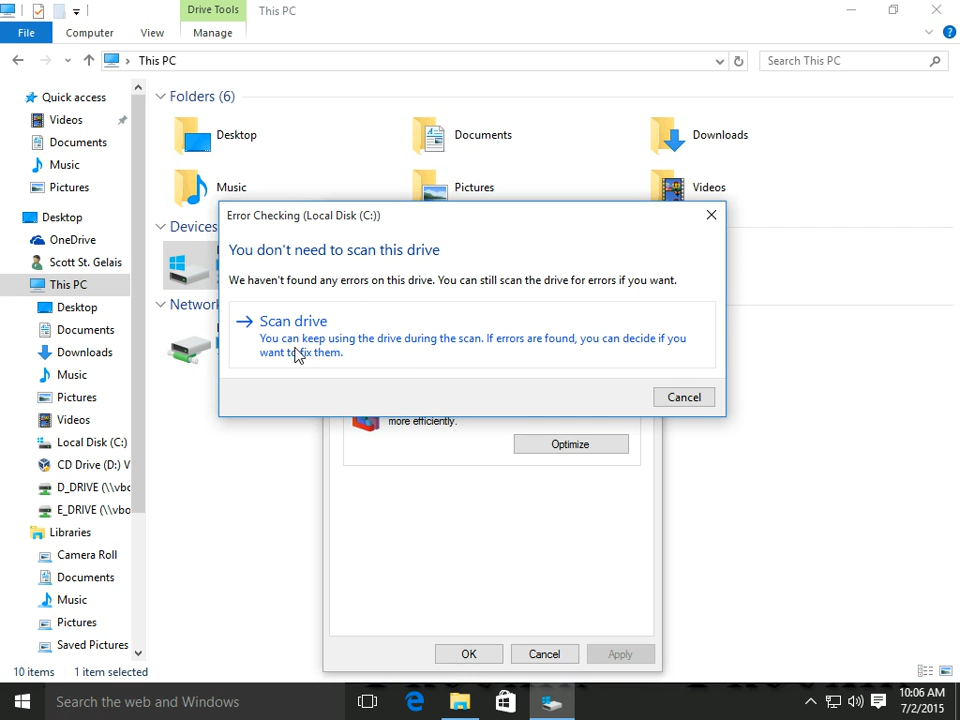 Drive Tools
This PC
File
Computer
View
Manage
This PC
Search This PC
Quick access
Videos
Documents
Music
Pictures
Desktop
OneDrive
Scott St. Gelais
This PC
Desktop
Documents
Downloads
Music
Pictures
Videos
Local Disk (C:)
CD Drive (D:) V
D_DRIVE (\\vbo
E_DRIVE (\\vbo
Libraries
Camera Roll
Documents
Music
Pictures
Saved Pictures
Folders (6)
Desktop
Documents
Downloads
Music
Pictures
Videos
Devices
Network
Error Checking (Local Disk (C:))
You don't need to scan this drive
We haven't found any errors on this drive. You can still scan the drive for errors if you want.
Scan drive
You can keep using the drive during the scan. If errors are found, you can decide if you
want to fix them.
Cancel
more efficiently.
Optimize
OK
Cancel
Apply
10 items
1 item selected
Search the web and Windows
10:06 AM
7/2/2015